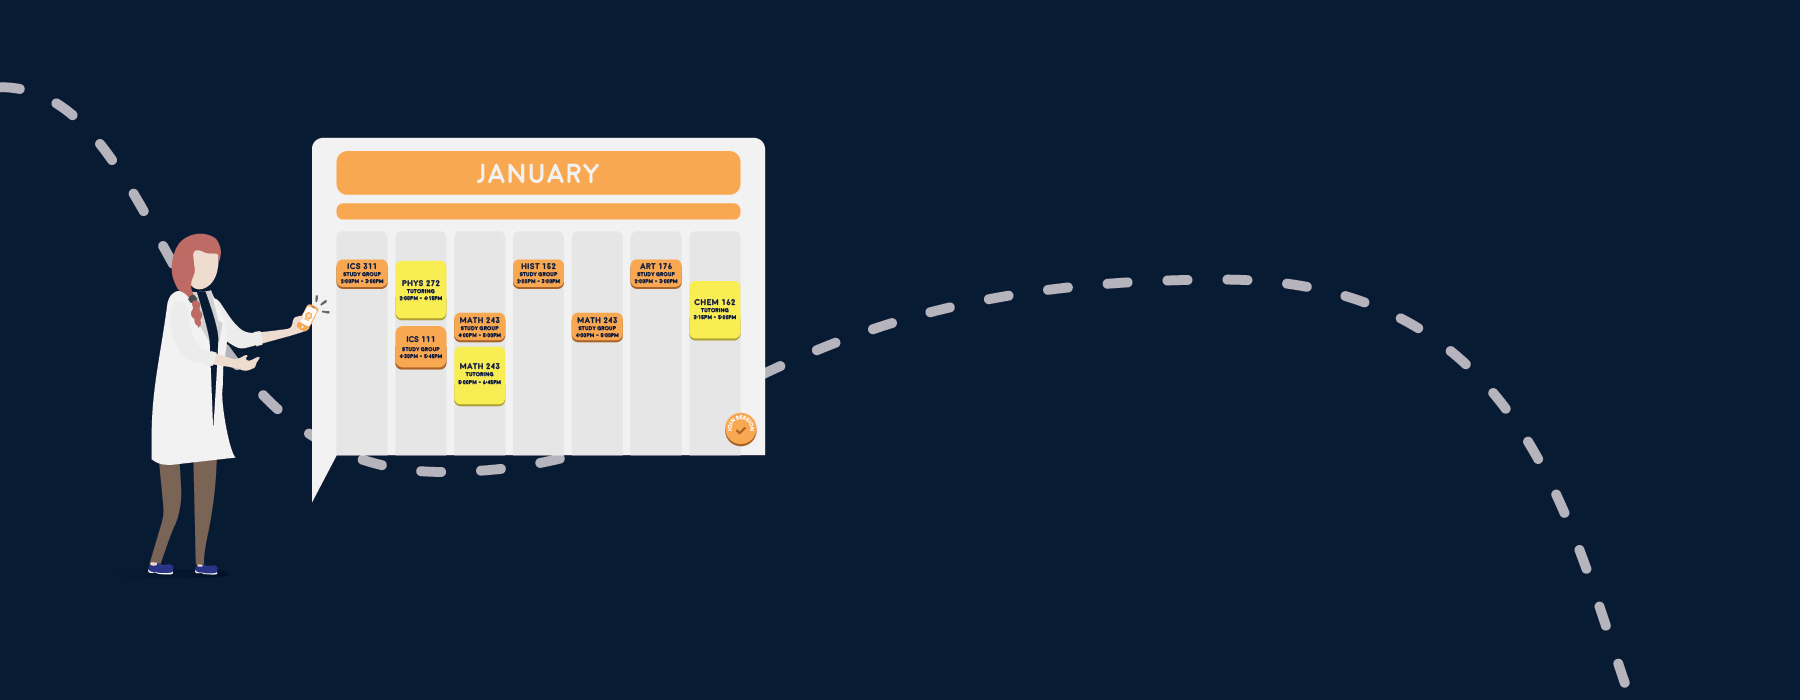 JANUARY
ICS 311
STUDY GROUP
2:00PM - 3:00PM
PHYS 272
TUTORING
3:00PM - 4:15PM
ICS 111
STUDY GROUP
4:30PM - 5:45PM
MATH 243
STUDY GROUP
4:00PM - 5:00PM
MATH 243
TUTORING
5:00PM - 6:45PM
HIST 152
STUDY GROUP
2:00PM - 3:00PM
MATH 243
STUDY GROUP
4:00PM - 5:00PM
ART 176
STUDY GROUP
2:00PM - 3:00PM
CHEM 162
TUTORING
3:15PM - 5:00PM
JOIN SESSION